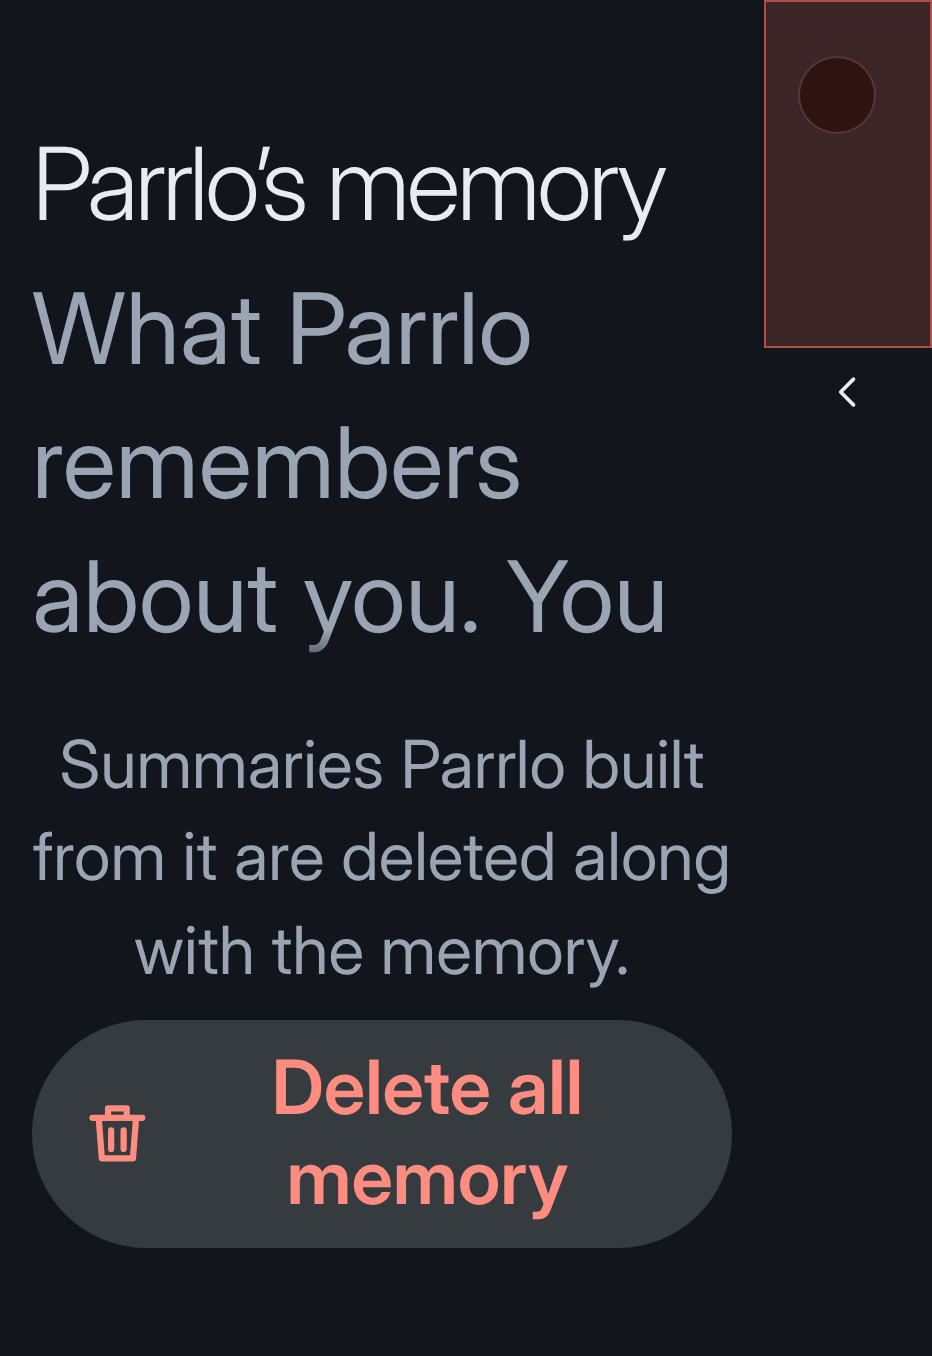 Parrlo’s memory
What Parrlo
remembers
about you. You
Summaries Parrlo built
from it are deleted along
with the memory.
Delete all
memory